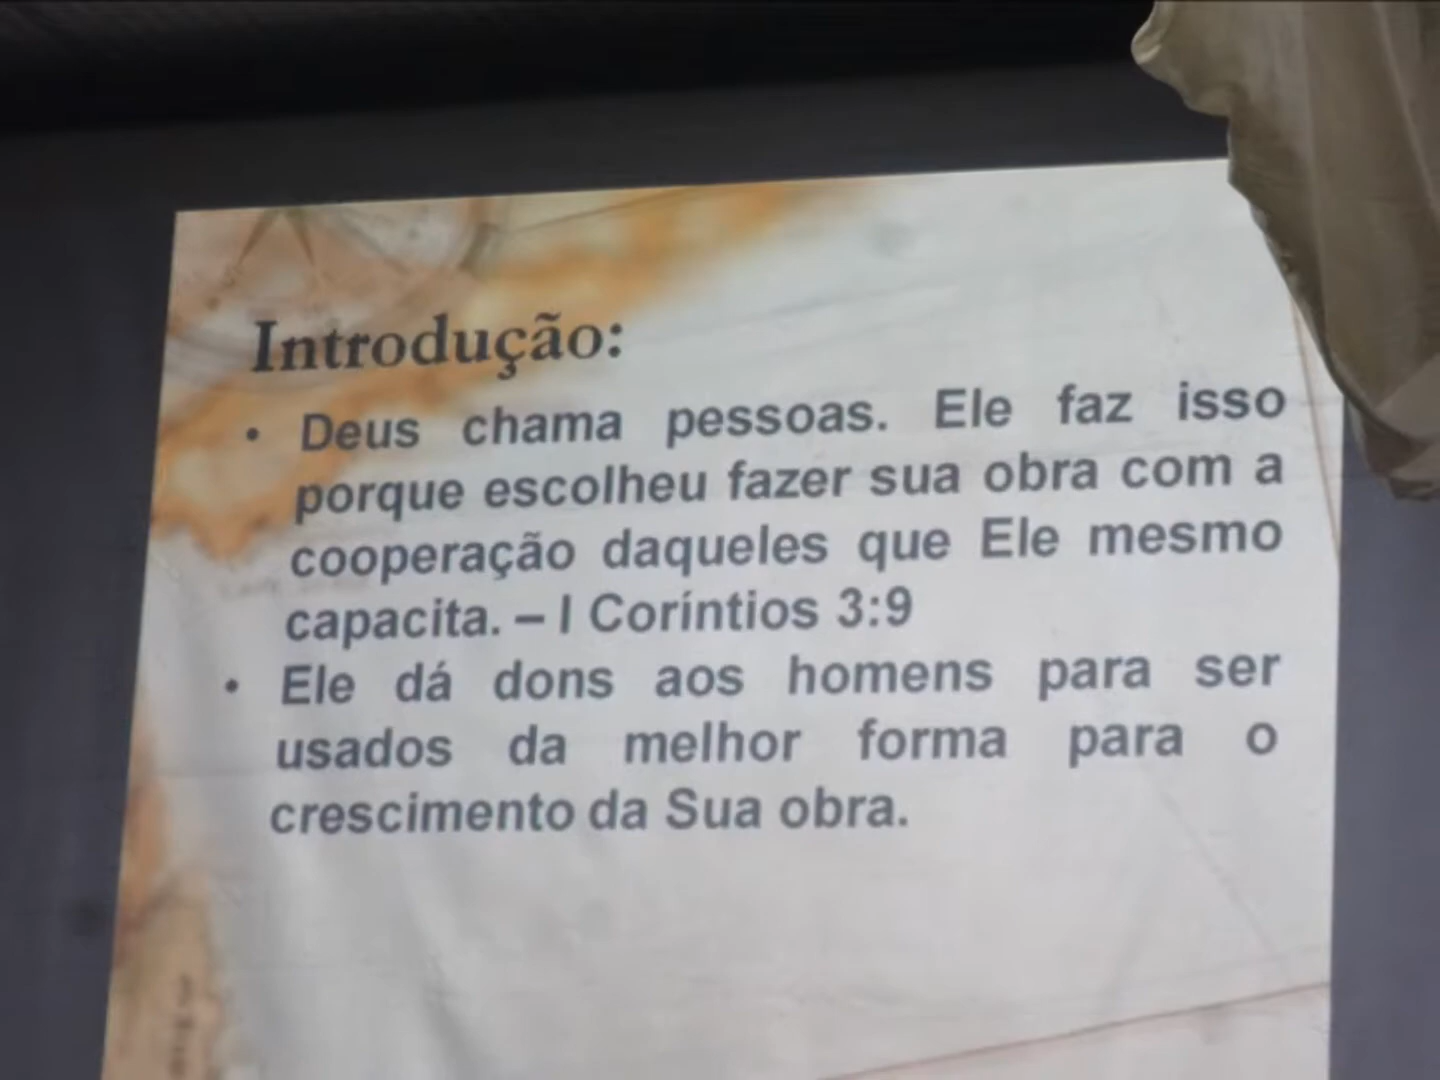 Introdução:
• Deus chama pessoas. Ele faz isso
porque escolheu fazer sua obra com a
cooperação daqueles que Ele mesmo
capacita. – I Coríntios 3:9
• Ele dá dons aos homens para ser
usados da melhor forma para o
crescimento da Sua obra.